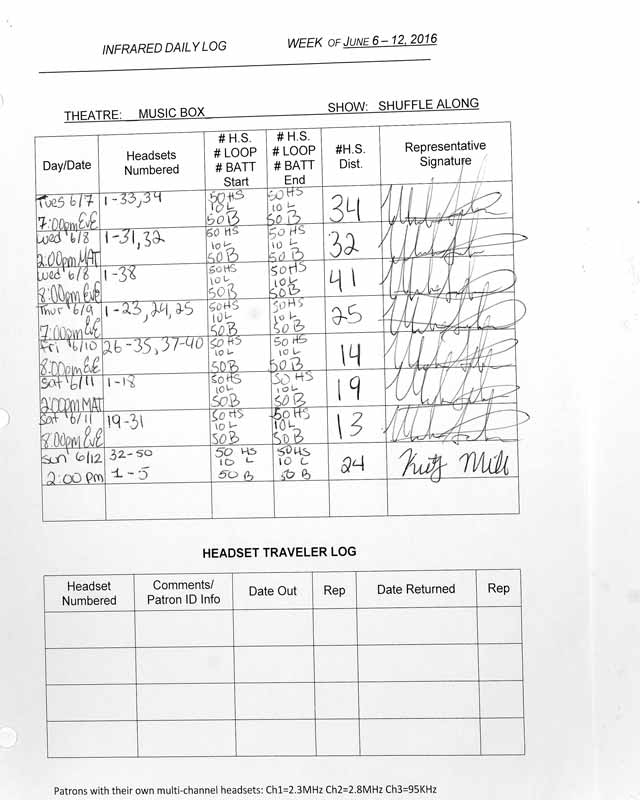 INFRARED DAILY LOG WEEK OF JUNE 6 – 12, 2016
THEATRE: MUSIC BOX SHOW: SHUFFLE ALONG
Day/Date Headsets Numbered # H.S. # LOOP # BATT Start # H.S. # LOOP # BATT End #H.S. Dist. Representative Signature
Tues 6/7 1-33,34 50 HS 50 HS 34
10 L 10 L
7:00pm EVE 50 B 50 B
Wed 6/8 1-31,32 50 HS 50 HS 32
10 L 10 L
2:00pm MAT 50 B 50 B
Wed 6/8 1-38 50 HS 50 HS 41
10 L 10 L
8:00pm EVE 50 B 50 B
Thur 6/9 1-23,24,25 50 HS 50 HS 25
10 L 10 L
7:00pm EVE 50 B 50 B
Fri 6/10 26-35,37-40 50 HS 50 HS 14
10 L 10 L
8:00pm EVE 50 B 50 B
Sat 6/11 1-18 50 HS 50 HS 19
10 L 10 L
2:00pm MAT 50 B 50 B
Sat 6/11 19-31 50 HS 50 HS 13
10 L 10 L
8:00pm EVE 50 B 50 B
Sun 6/12 32-50 50 HS 50 HS 24
10 L 10 L
2:00 pm 1-5 50 B 50 B
HEADSET TRAVELER LOG
Headset Numbered Comments/ Patron ID Info Date Out Rep Date Returned Rep
Patrons with their own multi-channel headsets: Ch1=2.3MHz Ch2=2.8MHz Ch3=95KHz